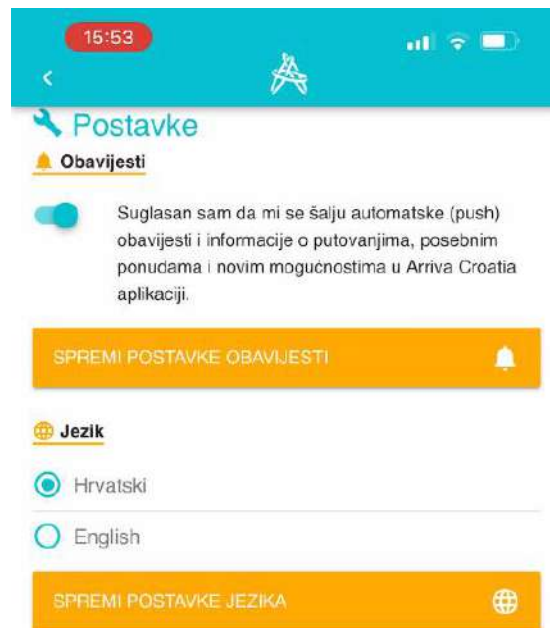 15:53
Postavke
Obavijesti
Suglasan sam da mi se šalju automatske (push)
obavijesti i informacije o putovanjima, posebnim
ponudama i novim mogućnostima u Arriva Croatia
aplikaciji.
SPREMI POSTAVKE OBAVIJESTI
Jezik
Hrvatski
English
SPREMI POSTAVKE JEZIKA